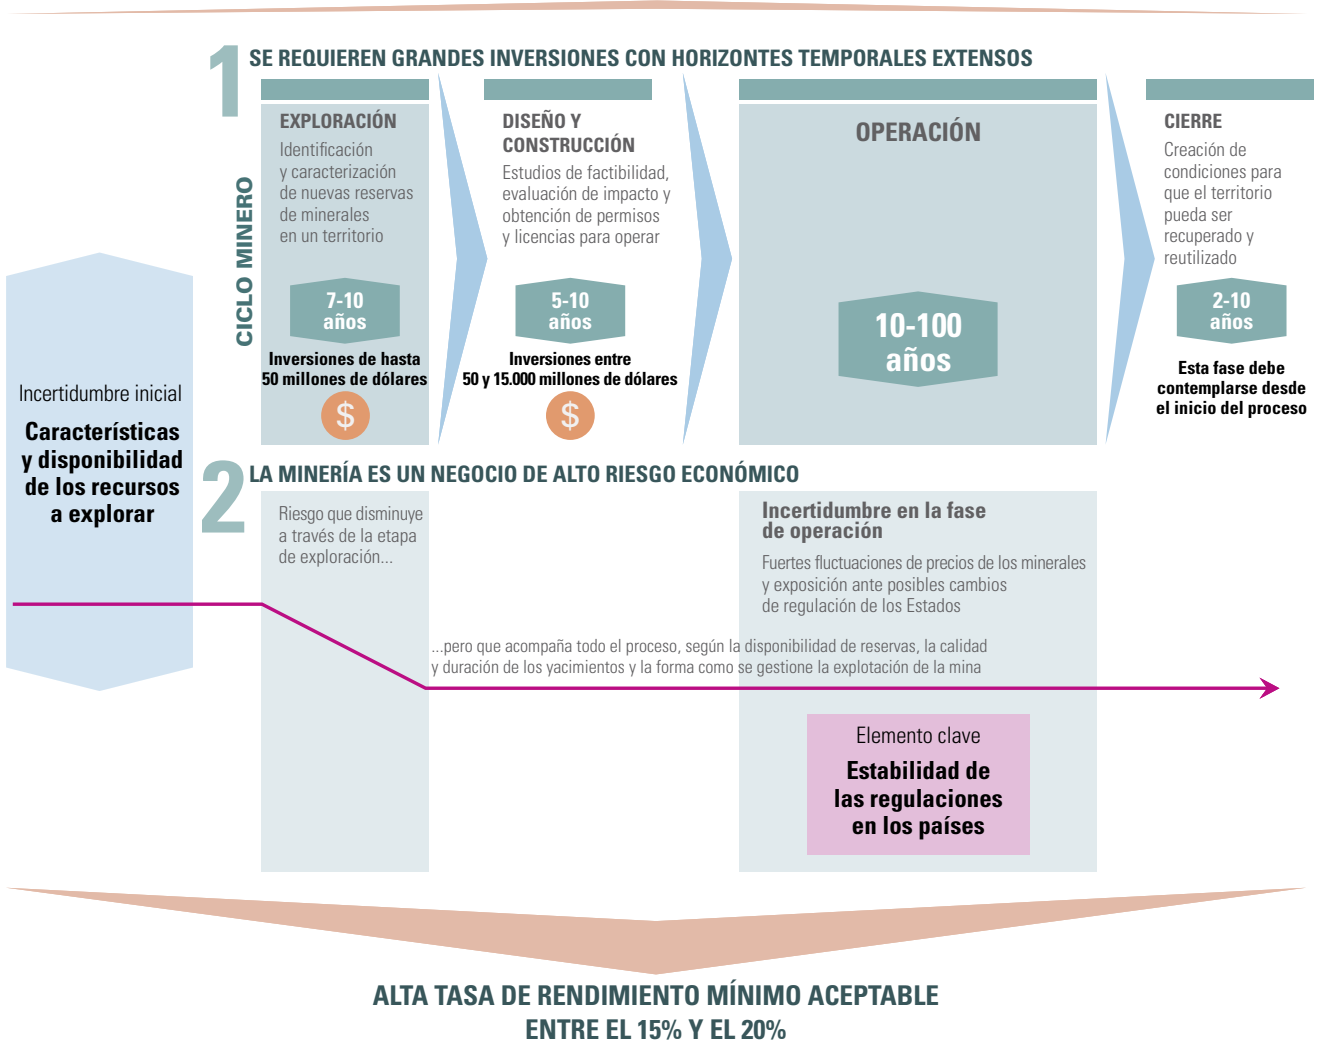 1
SE REQUIEREN GRANDES INVERSIONES CON HORIZONTES TEMPORALES EXTENSOS
CICLO MINERO
EXPLORACIÓN
Identificación
y caracterización
de nuevas reservas
de minerales
en un territorio
7-10
años
Inversiones de hasta
50 millones de dólares
$
DISEÑO Y
CONSTRUCCIÓN
Estudios de factibilidad,
evaluación de impacto y
obtención de permisos
y licencias para operar
5-10
años
Inversiones entre
50 y 15.000 millones de dólares
$
OPERACIÓN
10-100
años
CIERRE
Creación de
condiciones para
que el territorio
pueda ser
recuperado y
reutilizado
2-10
años
Esta fase debe
contemplarse desde
el inicio del proceso
Incertidumbre inicial
Características
y disponibilidad
de los recursos
a explorar
2
LA MINERÍA ES UN NEGOCIO DE ALTO RIESGO ECONÓMICO
Riesgo que disminuye
a través de la etapa
de exploración...
Incertidumbre en la fase
de operación
Fuertes fluctuaciones de precios de los minerales
y exposición ante posibles cambios
de regulación de los Estados
...pero que acompaña todo el proceso, según la disponibilidad de reservas, la calidad
y duración de los yacimientos y la forma como se gestione la explotación de la mina
Elemento clave
Estabilidad de
las regulaciones
en los países
ALTA TASA DE RENDIMIENTO MÍNIMO ACEPTABLE
ENTRE EL 15% Y EL 20%